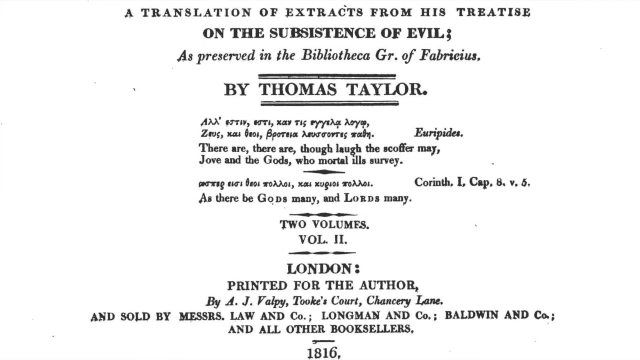 A TRANSLATION OF EXTRACTS FROM HIS TREATISE
ON THE SUBSISTENCE OF EVIL;
As preserved in the Bibliotheca Gr. of Fabricius.
BY THOMAS TAYLOR.
Αλλ' εστιν, εστι, καν τις εγγελα λογω,
Ζευς, και θεοι, βροτεια λευσσοντες παθη. Euripides.
There are, there are, though laugh the scoffer may,
Jove and the Gods, who mortal ills survey.
ωσπερ εισι θεοι πολλοι, και κυριοι πολλοι. Corinth. I, Cap. 8. v. 5.
As there be GODS many, and LORDS many.
TWO VOLUMES.
VOL. II.
LONDON:
PRINTED FOR THE AUTHOR,
By A. J. Valpy, Tooke's Court, Chancery Lane.
AND SOLD BY MESSRS. LAW AND Co.; LONGMAN AND Co.; BALDWIN AND Co.;
AND ALL OTHER BOOKSELLERS.
1816.